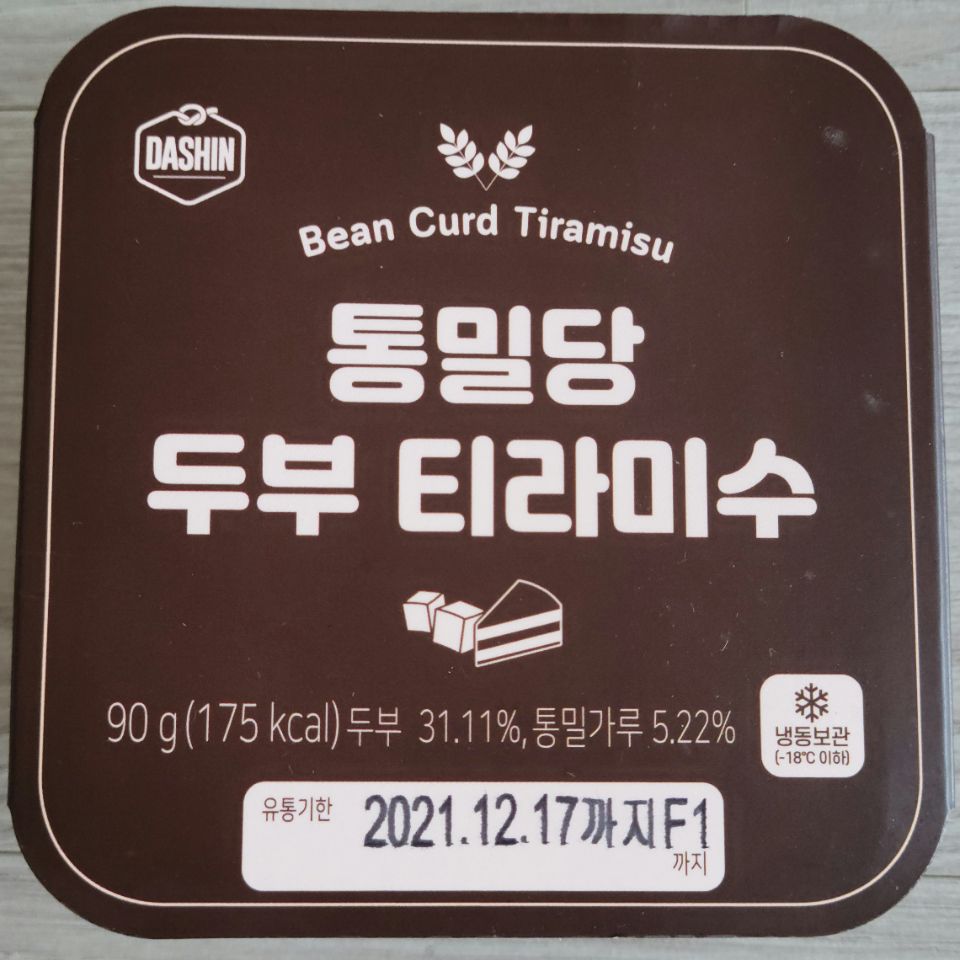 DASHIN
Bean Curd Tiramisu
통밀당
두부 티라미수
90 g (175 kcal) 두부 31.11%, 통밀가루 5.22%
냉동보관
(-18℃ 이하)
유통기한 2021.12.17까지F1
까지